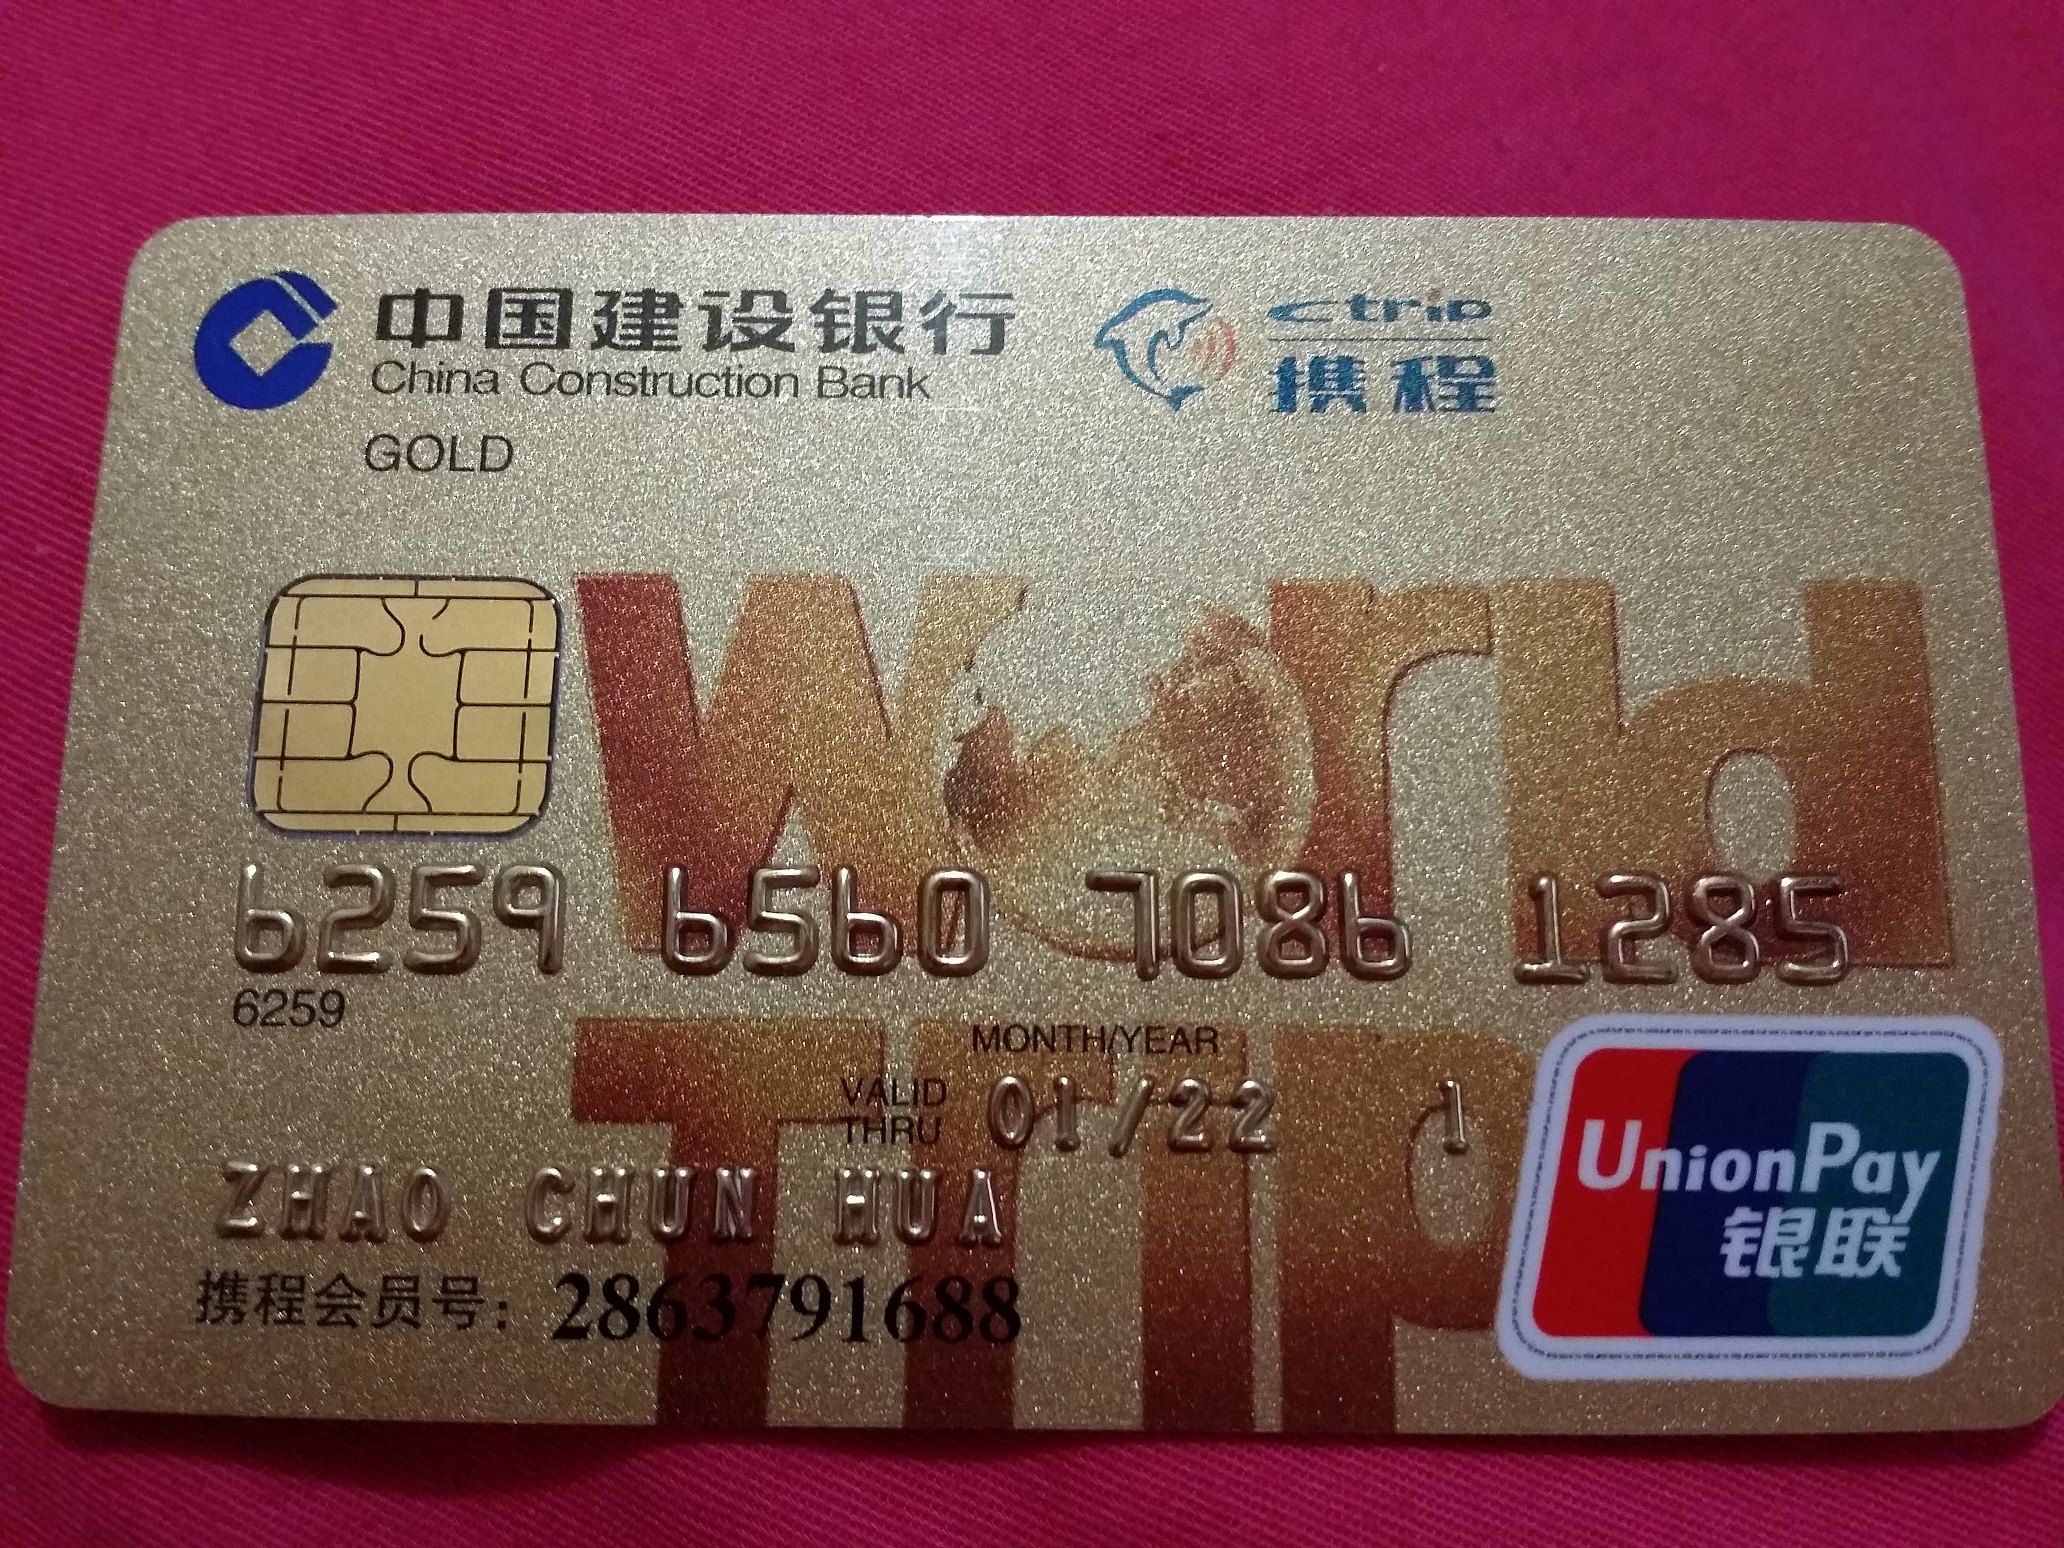 中国建设银行
China Construction Bank
GOLD
ctrip
携程
World
6259 6560 7086 1285
6259
MONTH/YEAR
VALID
THRU
01/22 1
Trip
ZHAO CHUN HUA
携程会员号：2863791688
UnionPay
银联